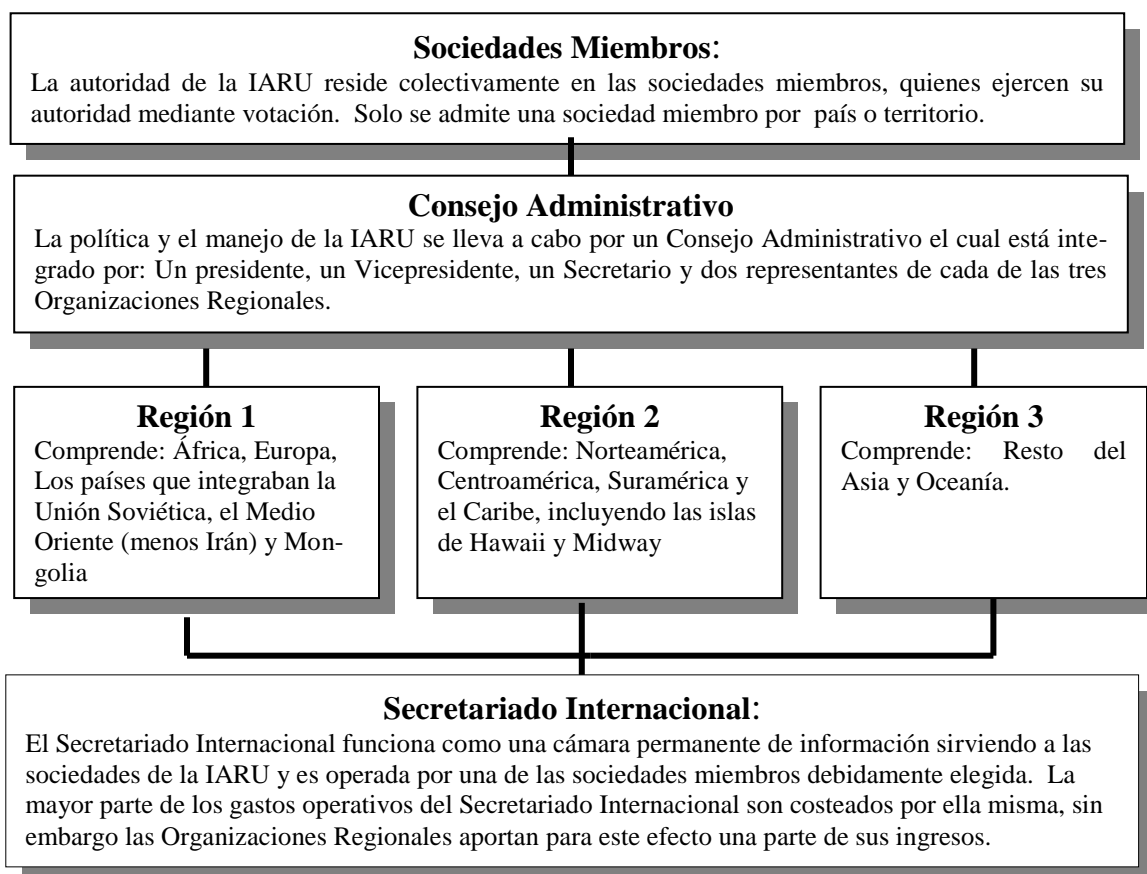 Sociedades Miembros:
La autoridad de la IARU reside colectivamente en las sociedades miembros, quienes ejercen su
autoridad mediante votación. Solo se admite una sociedad miembro por país o territorio.
Consejo Administrativo
La política y el manejo de la IARU se lleva a cabo por un Consejo Administrativo el cual está inte-
grado por: Un presidente, un Vicepresidente, un Secretario y dos representantes de cada de las tres
Organizaciones Regionales.
Región 1
Comprende: África, Europa,
Los países que integraban la
Unión Soviética, el Medio
Oriente (menos Irán) y Mon-
golia
Región 2
Comprende: Norteamérica,
Centroamérica, Suramérica y
el Caribe, incluyendo las islas
de Hawaii y Midway
Región 3
Comprende: Resto del
Asia y Oceanía.
Secretariado Internacional:
El Secretariado Internacional funciona como una cámara permanente de información sirviendo a las
sociedades de la IARU y es operada por una de las sociedades miembros debidamente elegida. La
mayor parte de los gastos operativos del Secretariado Internacional son costeados por ella misma, sin
embargo las Organizaciones Regionales aportan para este efecto una parte de sus ingresos.